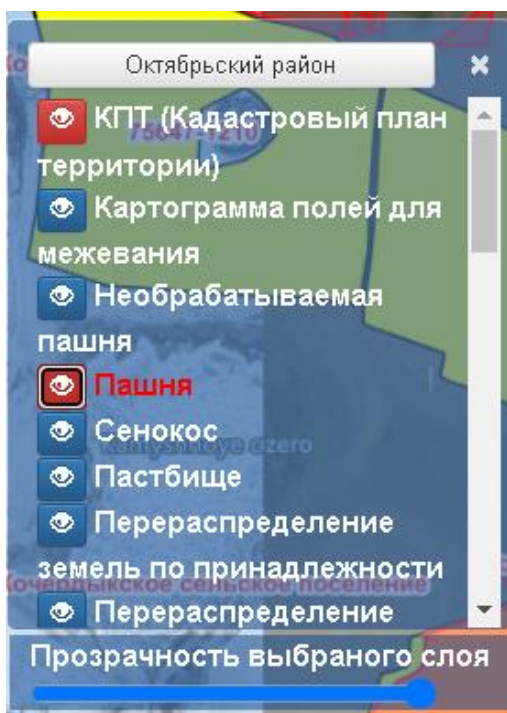 Октябрьский район
КПТ (Кадастровый план
территории)
Картограмма полей для
межевания
Необрабатываемая
пашня
Пашня
Сенокос
Пастбище
Перераспределение
земель по принадлежности
Перераспределение
Прозрачность выбраного слоя